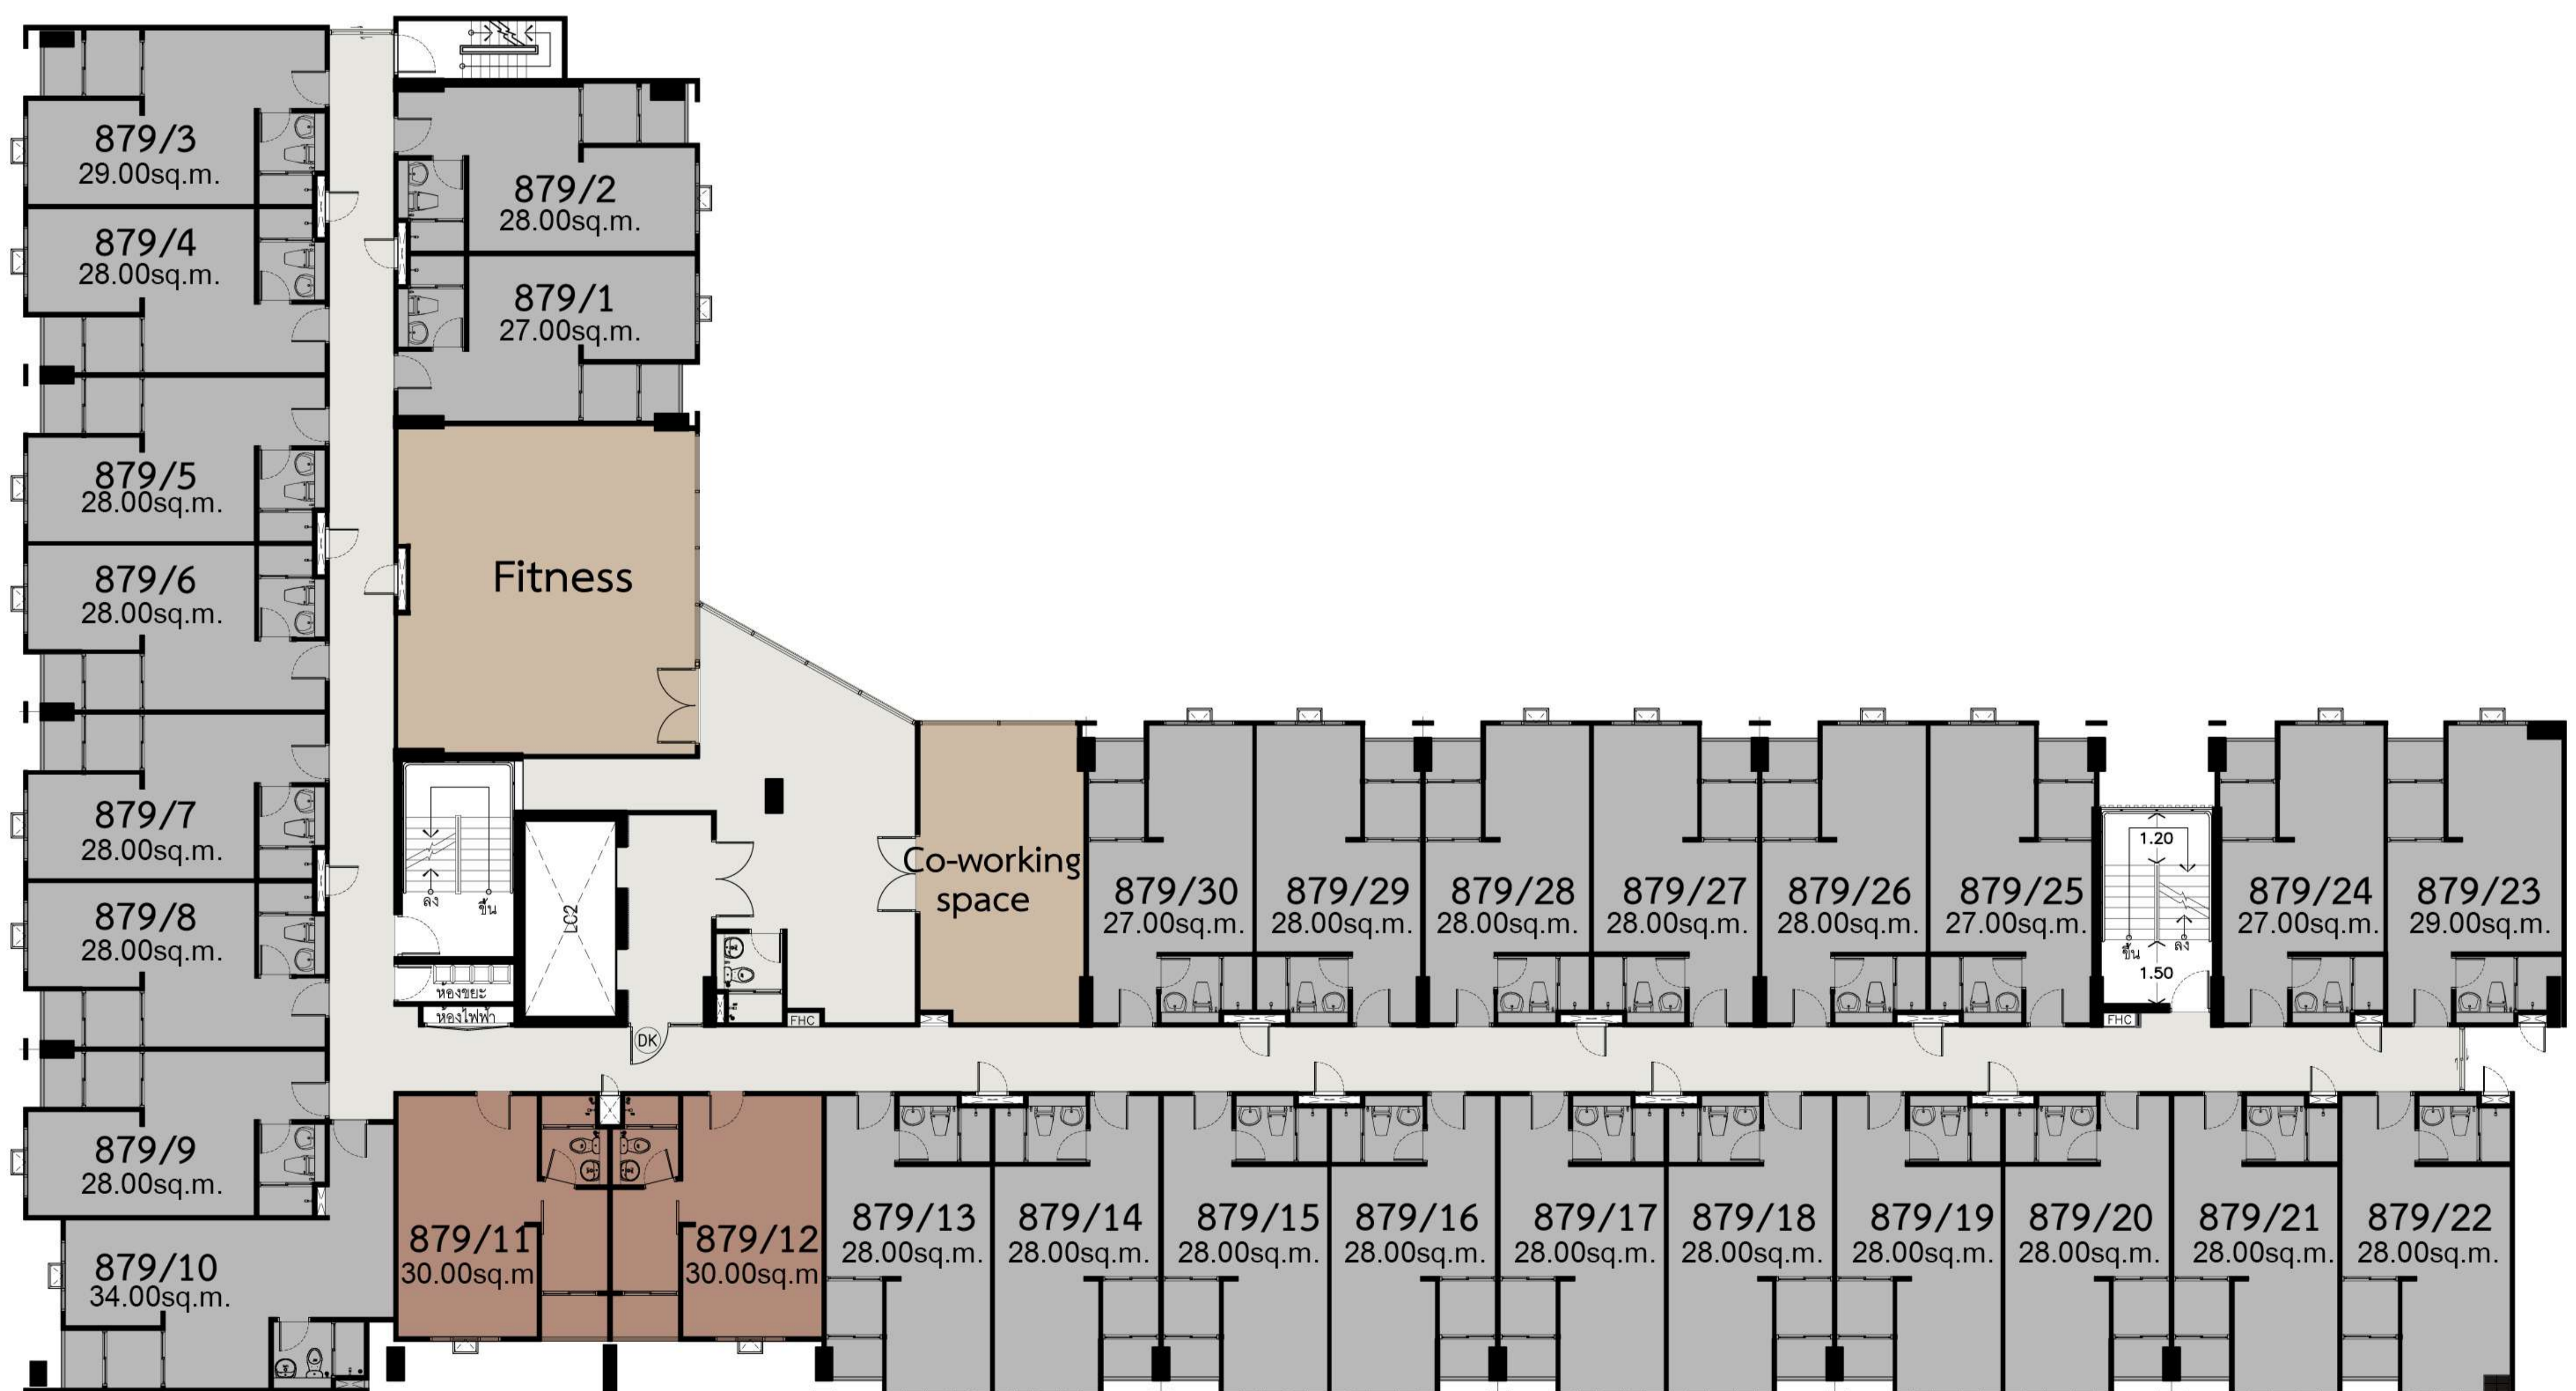 879/3
29.00sq.m.
879/2
28.00sq.m.
879/4
28.00sq.m.
879/1
27.00sq.m.
879/5
28.00sq.m.
Fitness
879/6
28.00sq.m.
879/7
28.00sq.m.
879/8
28.00sq.m.
ลง
ขึ้น
LC2
Co-working
space
879/30
27.00sq.m.
879/29
28.00sq.m.
879/28
28.00sq.m.
879/27
28.00sq.m.
879/26
28.00sq.m.
879/25
27.00sq.m.
1.20
ขึ้น
ลง
1.50
FHC
879/24
27.00sq.m.
879/23
29.00sq.m.
ห้องขยะ
ห้องไฟฟ้า
DK
FHC
879/9
28.00sq.m.
879/10
34.00sq.m.
879/11
30.00sq.m
879/12
30.00sq.m
879/13
28.00sq.m.
879/14
28.00sq.m.
879/15
28.00sq.m.
879/16
28.00sq.m.
879/17
28.00sq.m.
879/18
28.00sq.m.
879/19
28.00sq.m.
879/20
28.00sq.m.
879/21
28.00sq.m.
879/22
28.00sq.m.